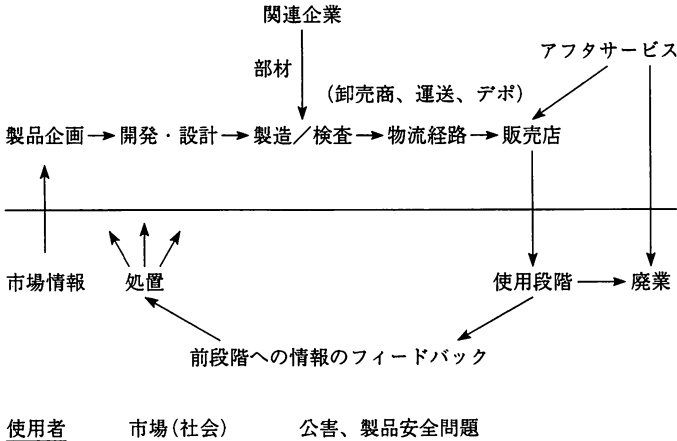 関連企業
部材
アフタサービス
(卸売商、運送、デポ)
製品企画 開発・設計 製造／検査 物流経路 販売店
市場情報 処置 使用段階 廃業
前段階への情報のフィードバック
使用者 市場(社会) 公害、製品安全問題